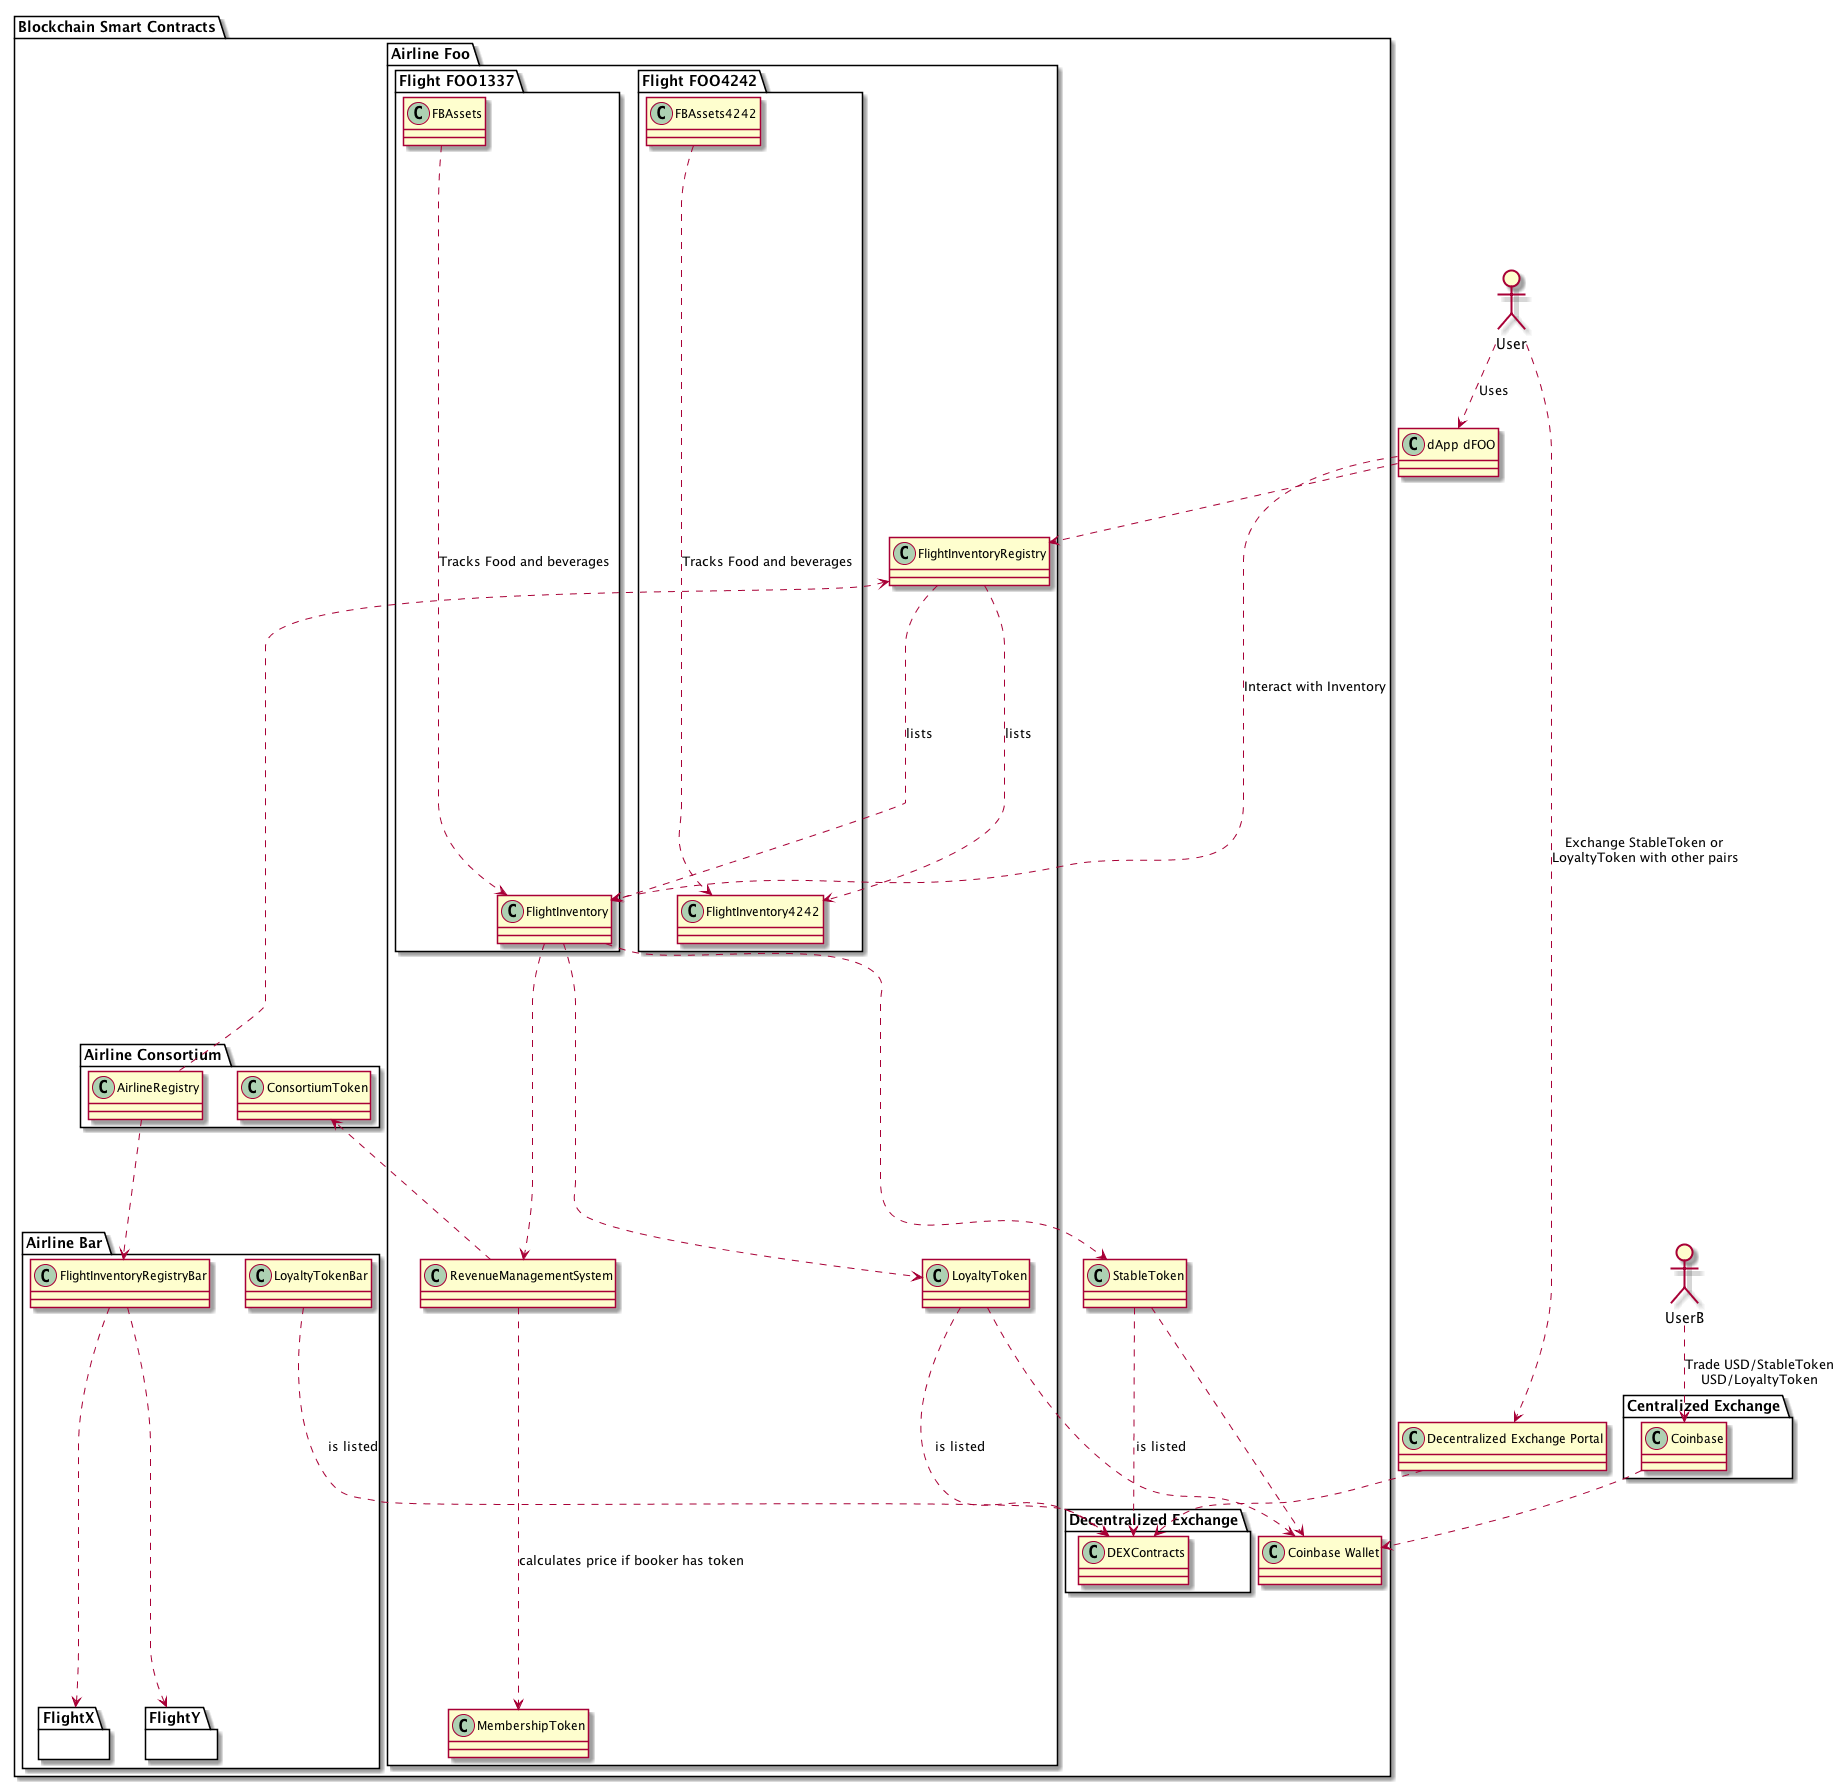 Blockchain Smart Contracts
Airline Foo
Flight FOO1337
Flight FOO4242
C FBAssets
C FBAssets4242
User
Uses
C dApp dFOO
C FlightInventoryRegistry
Tracks Food and beverages
Tracks Food and beverages
Interact with Inventory
lists
lists
Exchange StableToken or
LoyaltyToken with other pairs
C FlightInventory
C FlightInventory4242
Airline Consortium
C AirlineRegistry
C ConsortiumToken
Airline Bar
C FlightInventoryRegistryBar
C LoyaltyTokenBar
C RevenueManagementSystem
C LoyaltyToken
C StableToken
UserB
Trade USD/StableToken
USD/LoyaltyToken
Centralized Exchange
C Decentralized Exchange Portal
C Coinbase
is listed
is listed
is listed
Decentralized Exchange
C DEXContracts
C Coinbase Wallet
calculates price if booker has token
FlightX
FlightY
C MembershipToken